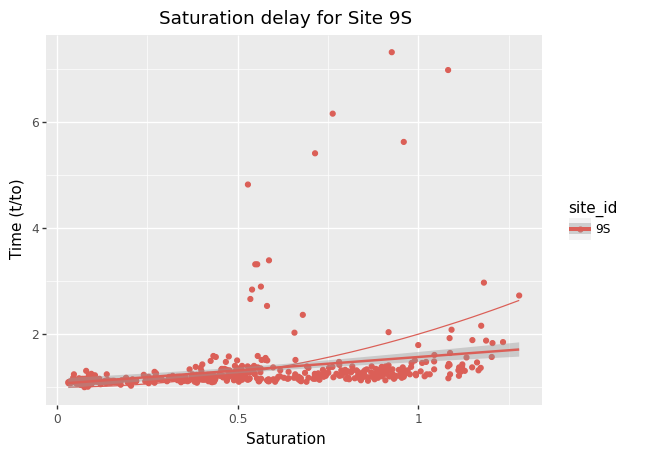 Saturation delay for Site 9S
6
4
2
Time (t/to)
0
0.5
1
Saturation
site_id
9S